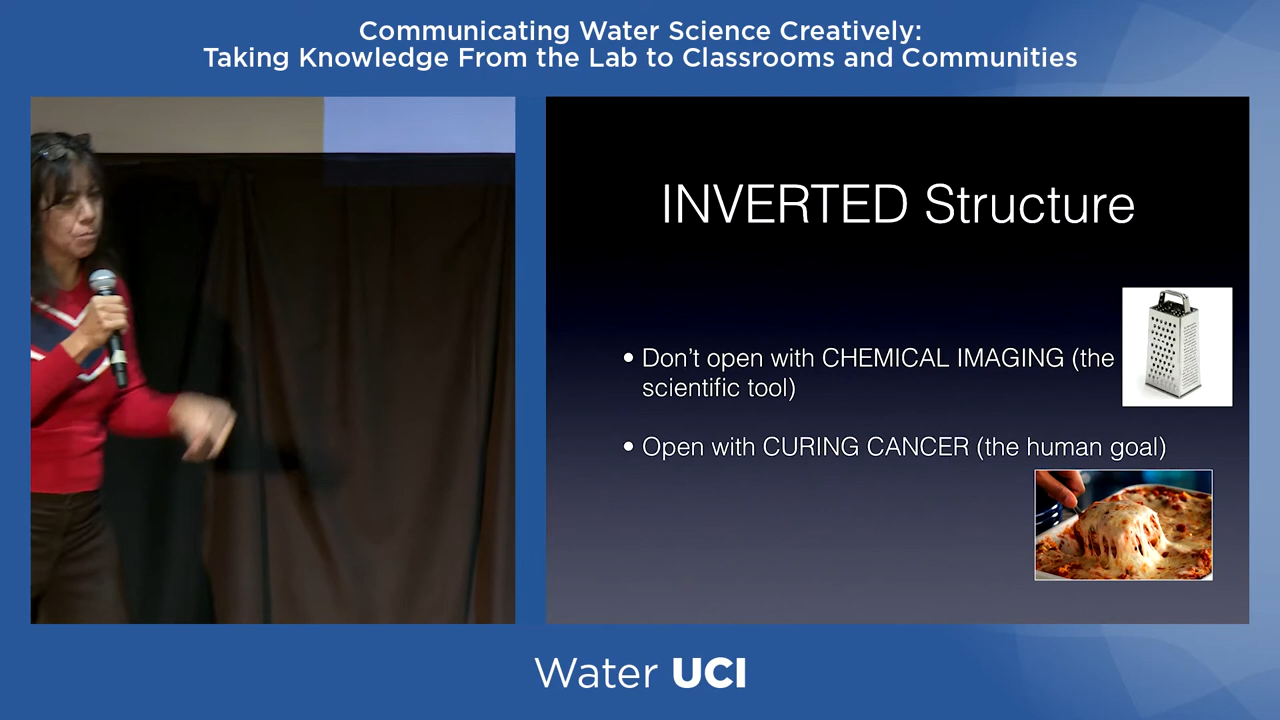 Communicating Water Science Creatively:
Taking Knowledge From the Lab to Classrooms and Communities
INVERTED Structure
• Don’t open with CHEMICAL IMAGING (the
scientific tool)
• Open with CURING CANCER (the human goal)
Water UCI